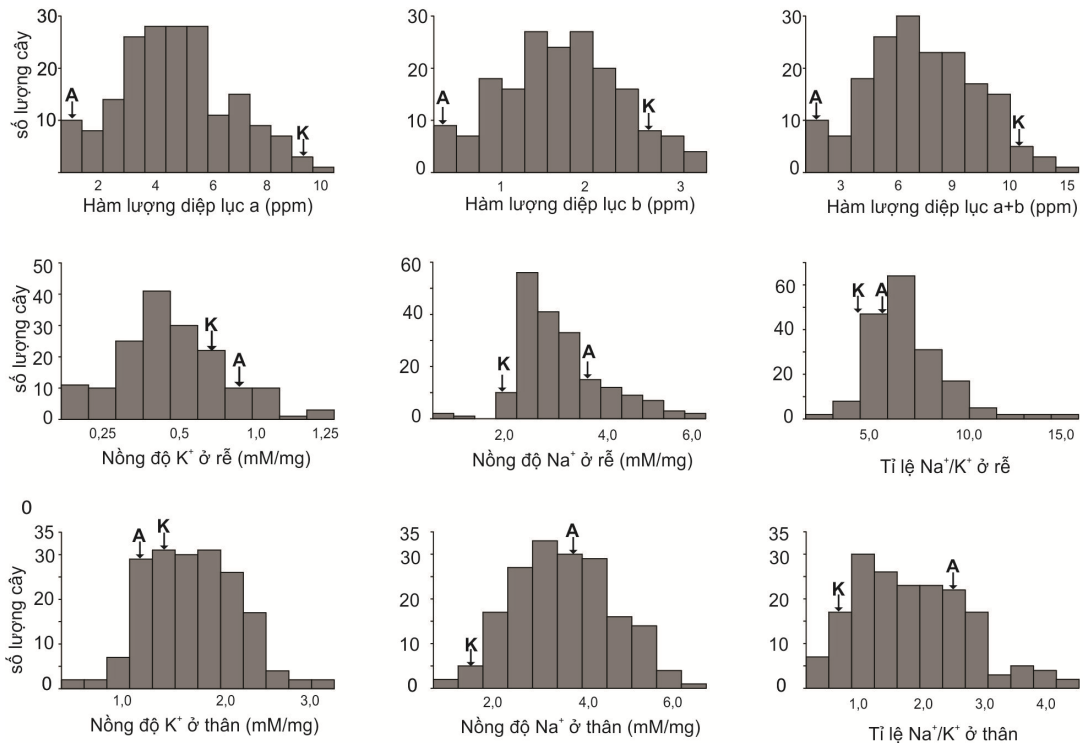 số lượng cây
30
20
10
A
K
2 4 6 8 10
Hàm lượng diệp lục a (ppm)
30
20
10
0
A
K
1 2 3
Hàm lượng diệp lục b (ppm)
30
20
10
0
A
K
3 6 9 10 15
Hàm lượng diệp lục a+b (ppm)
số lượng cây
50
40
30
20
10
0
K
A
0,25 0,5 1,0 1,25
Nồng độ K⁺ ở rễ (mM/mg)
60
40
20
0
K
A
2,0 4,0 6,0
Nồng độ Na⁺ ở rễ (mM/mg)
60
40
20
0
K A
5,0 10,0 15,0
Tỉ lệ Na⁺/K⁺ ở rễ
0
số lượng cây
35
30
20
10
0
A K
1,0 2,0 3,0
Nồng độ K⁺ ở thân (mM/mg)
35
30
20
10
0
K
A
2,0 4,0 6,0
Nồng độ Na⁺ ở thân (mM/mg)
35
30
20
10
0
K
A
1,0 2,0 3,0 4,0
Tỉ lệ Na⁺/K⁺ ở thân